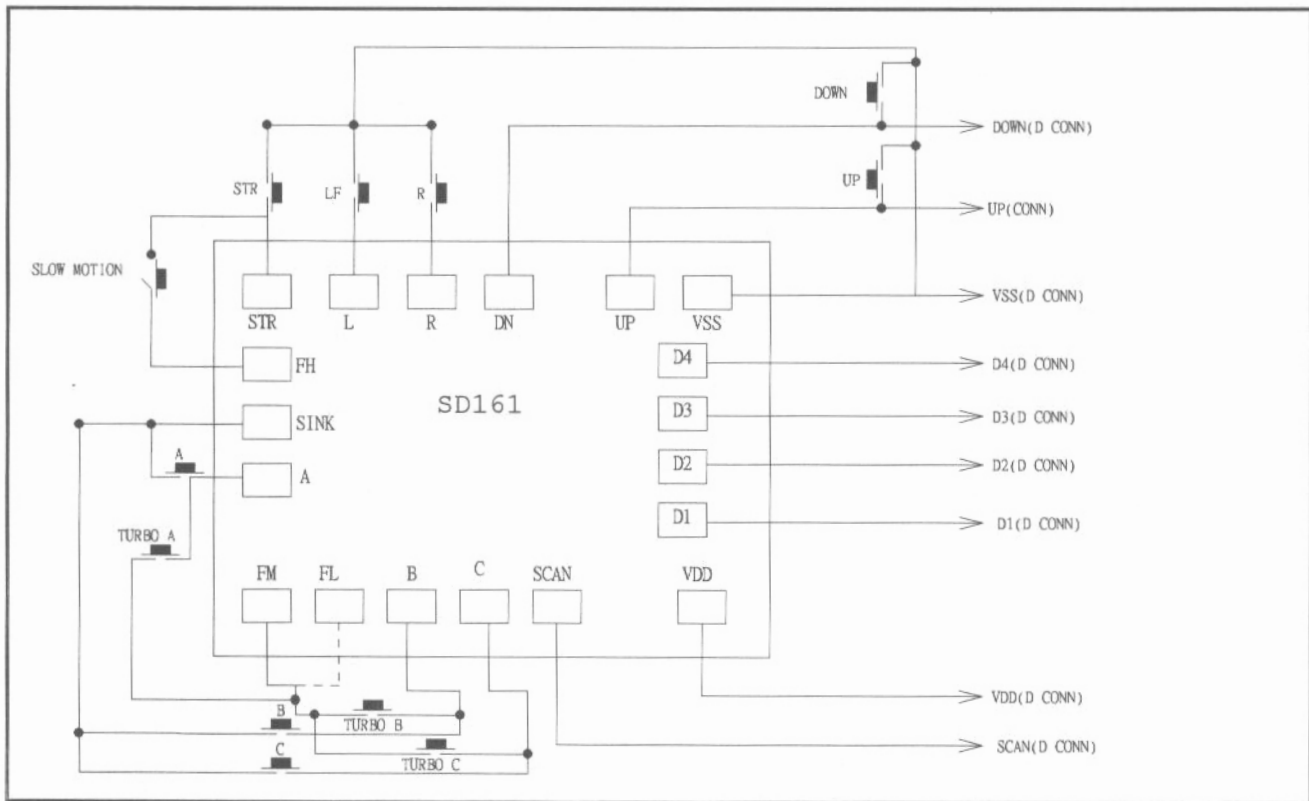 DOWN
DOWN(D CONN)
STR
LF
R
UP
UP(CONN)
SLOW MOTION
STR
L
R
DN
UP
VSS
VSS(D CONN)
FH
D4
D4(D CONN)
SINK
SD161
D3
D3(D CONN)
A
A
D2
D2(D CONN)
D1
D1(D CONN)
TURBO A
FM
FL
B
C
SCAN
VDD
VDD(D CONN)
B
TURBO B
C
TURBO C
SCAN(D CONN)